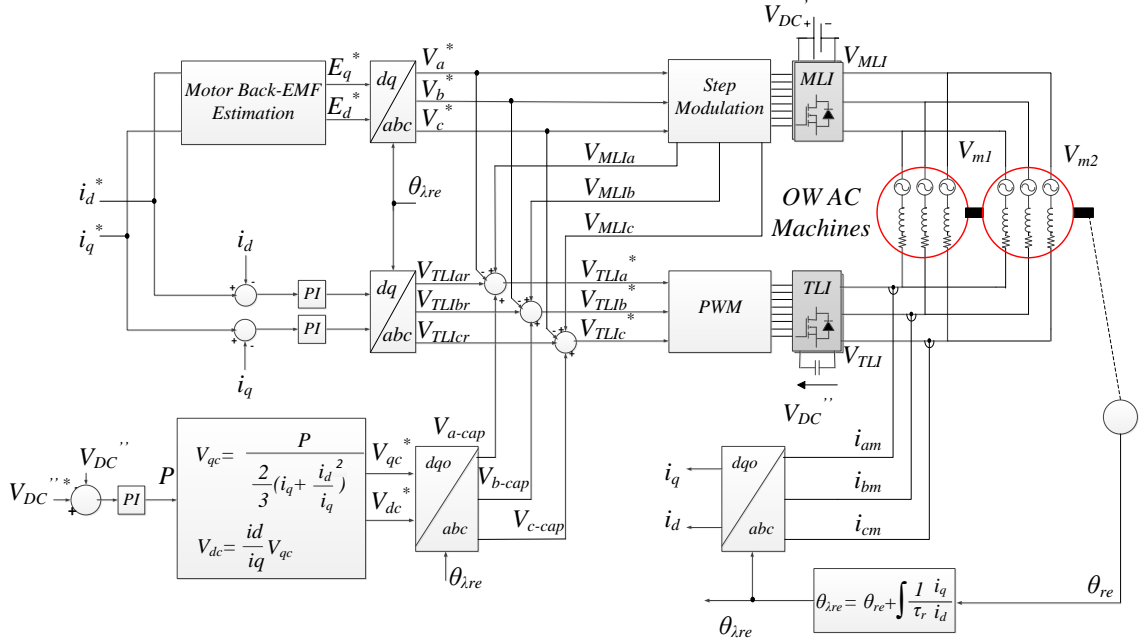 V_DC'
+ -
V_MLI
Motor Back-EMF
Estimation
E_q^*
E_d^*
dq
abc
V_a^*
V_b^*
V_c^*
Step
Modulation
MLI
V_MLIa
V_MLIb
V_MLIc
V_m1
V_m2
OW AC
Machines
i_d^*
i_q^*
θ_λre
i_d
-
+
PI
+
-
PI
i_q
dq
abc
V_TLIar
V_TLIbr
V_TLIcr
- + + +
- + + +
- + + +
V_TLIa^*
V_TLIb^*
V_TLIc^*
PWM
TLI
V_TLI
V_DC''
V_DC''
V_DC''^*
-
+
PI
P
V_qc = P / (2/3 (i_q + i_d^2 / i_q))
V_dc = id/iq V_qc
V_qc^*
V_dc^*
dqo
abc
θ_λre
V_a-cap
V_b-cap
V_c-cap
i_q
i_d
dqo
abc
i_am
i_bm
i_cm
θ_re
θ_λre = θ_re + ∫ 1/τ_r i_q/i_d
θ_λre